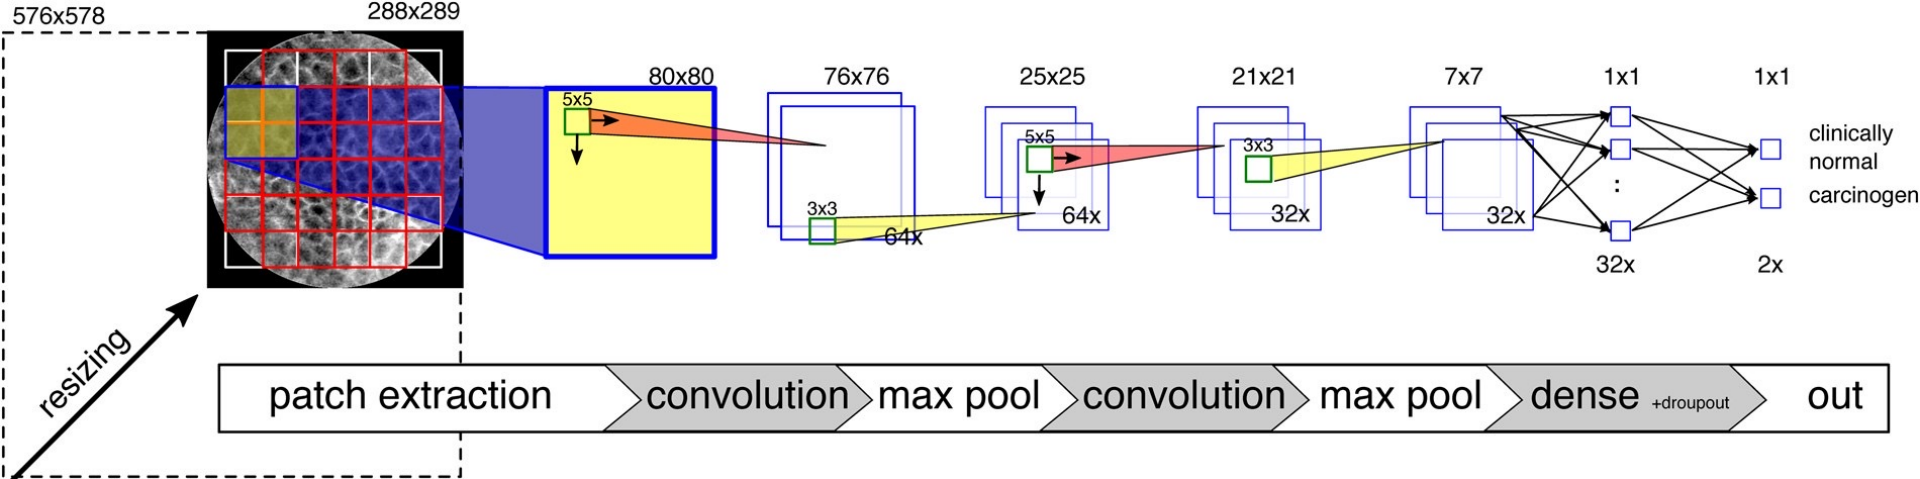 576x578
288x289
80x80
76x76
25x25
21x21
7x7
1x1
1x1
5x5
3x3
64x
5x5
64x
3x3
32x
32x
:
32x
clinically
normal
carcinogen
2x
resizing
patch extraction
convolution
max pool
convolution
max pool
dense +droupout
out